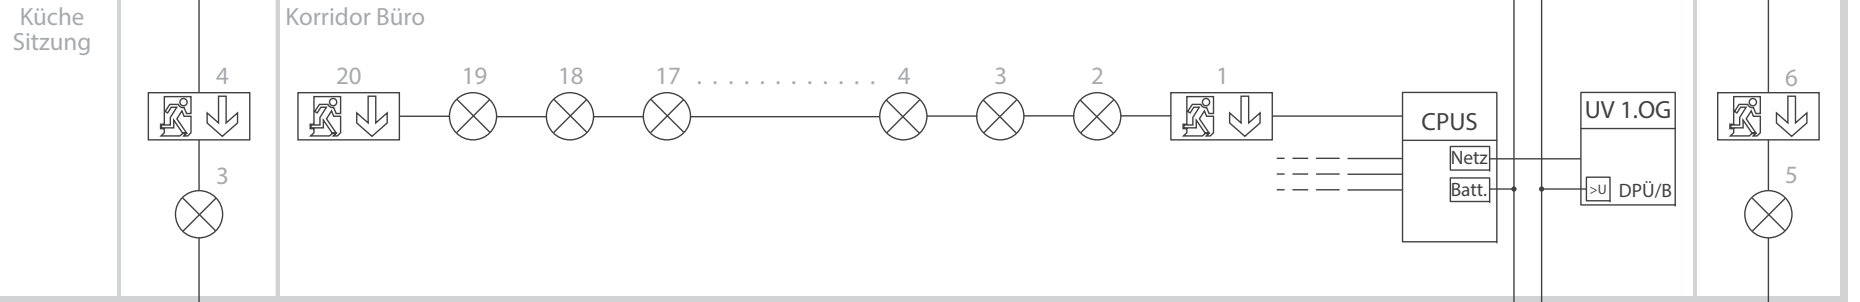 Küche
Sitzung
Korridor Büro
4
3
20
19
18
17 . . . . . . . . . . . . 4
3
2
1
CPUS
Netz
Batt.
UV 1.OG
>U DPÜ/B
6
5